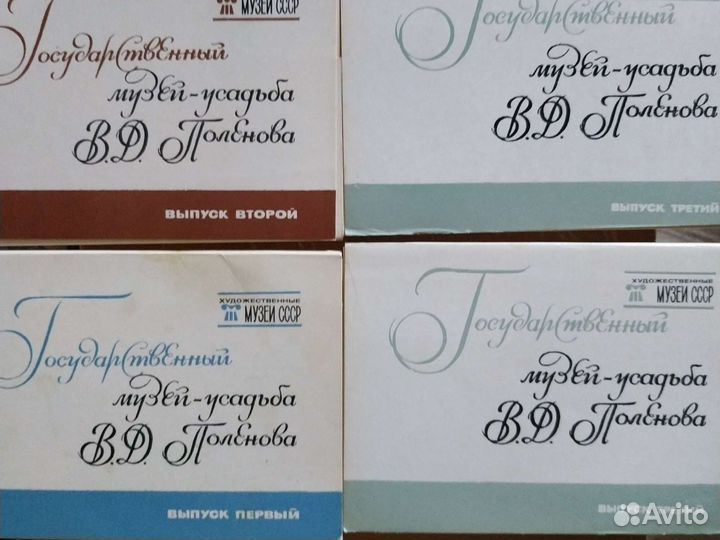 МУЗЕИ СССР
Государственный
музей-усадьба
В.Д. Поленова
ВЫПУСК ВТОРОЙ
Государственный
музей-усадьба
В.Д. Поленова
ВЫПУСК ТРЕТИЙ
ХУДОЖЕСТВЕННЫЕ
МУЗЕИ СССР
Государственный
музей-усадьба
В.Д. Поленова
ВЫПУСК ПЕРВЫЙ
ХУДОЖЕСТВЕННЫЕ
МУЗЕИ СССР
Государственный
музей-усадьба
В.Д. Поленова
ВЫПУСК
Avito